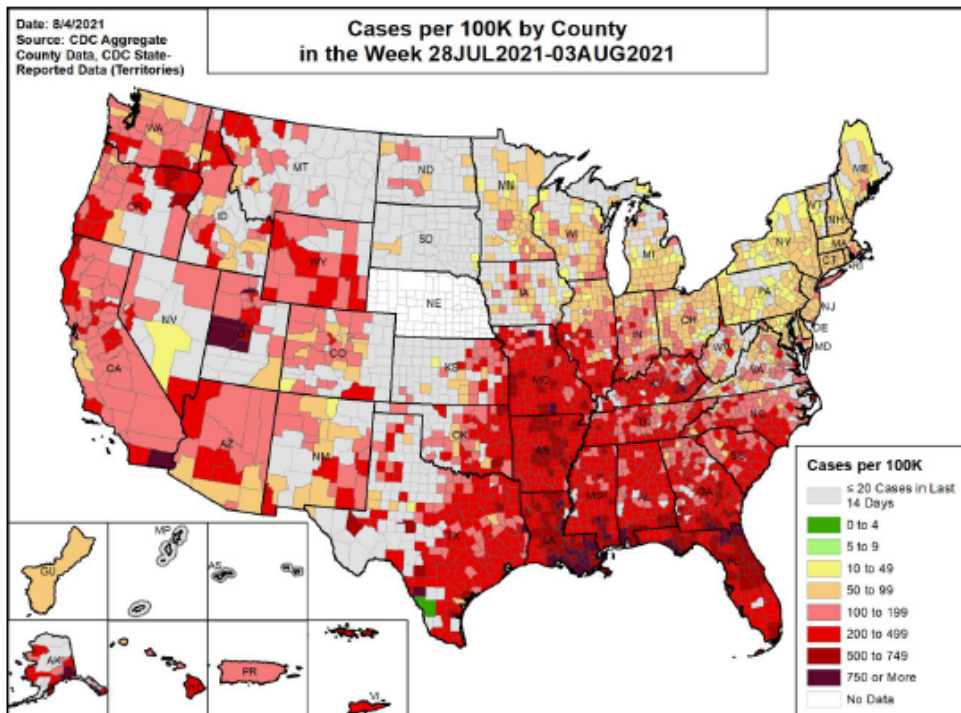 Date: 8/4/2021
Source: CDC Aggregate
County Data, CDC State-
Reported Data (Territories)
Cases per 100K by County
in the Week 28JUL2021-03AUG2021
WA
MT
ND
MN
ME
OR
ID
WY
SD
WI
MI
VT
NH
NY
MA
CT
RI
NV
UT
NE
IA
PA
NJ
CA
CO
KS
MO
IN
OH
WV
VA
DE
MD
KY
AZ
NM
OK
AR
TN
NC
SC
TX
LA
MS
AL
GA
GU
MP
AS
AK
PR
VI
Cases per 100K
≤ 20 Cases in Last
14 Days
0 to 4
5 to 9
10 to 49
50 to 99
100 to 199
200 to 499
500 to 749
750 or More
No Data